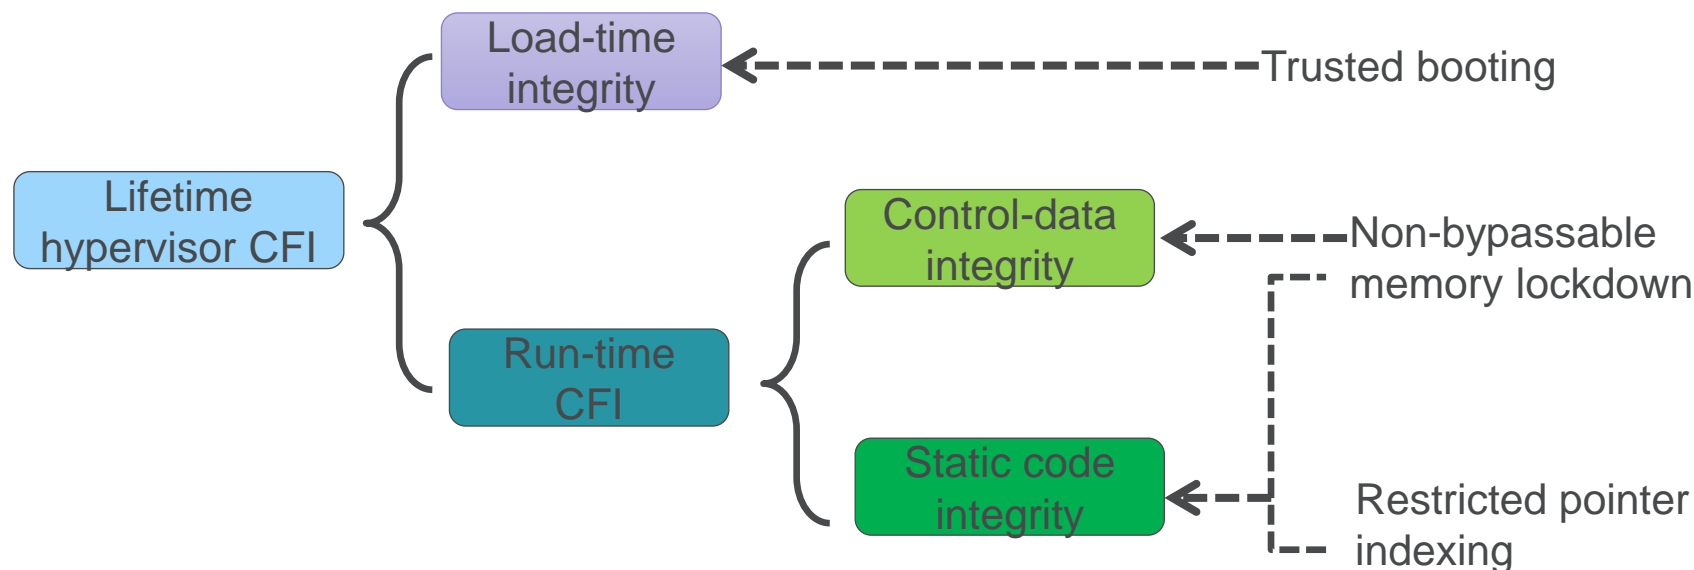 Load-time
integrity
Trusted booting
Lifetime
hypervisor CFI
Control-data
integrity
Non-bypassable
memory lockdown
Run-time
CFI
Static code
integrity
Restricted pointer
indexing